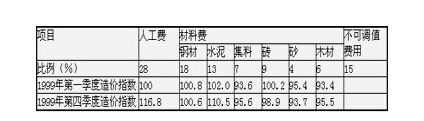 项目 人工费 材料费 不可调值费用
钢材 水泥 集料 砖 砂 木材
比例（%） 28 18 13 7 9 4 6 15
1999年第一季度造价指数 100 100.8 102.0 93.6 100.2 95.4 93.4
1999年第四季度造价指数 116.8 100.6 110.5 95.6 98.9 93.7 95.5